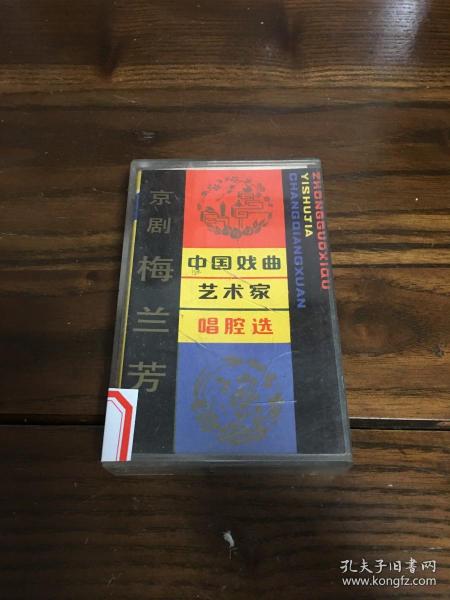 京剧
梅兰芳
中国戏曲
艺术家
唱腔选
ZHONGGUOXIQU
YISHUJIA
CHANGQIANGXUAN
孔夫子旧书网
www.kongfz.com